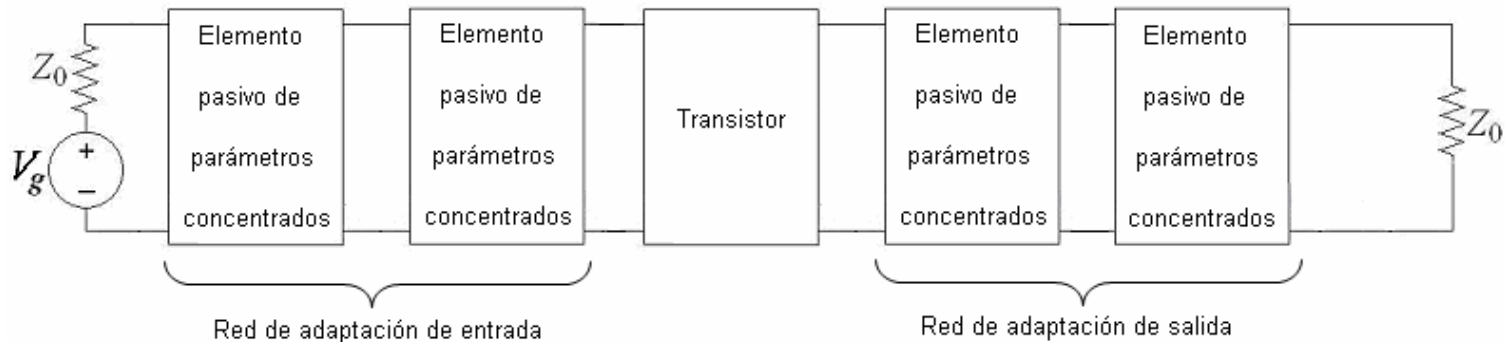 Z0
+
Vg
−
Elemento
pasivo de
parámetros
concentrados
Elemento
pasivo de
parámetros
concentrados
Transistor
Elemento
pasivo de
parámetros
concentrados
Elemento
pasivo de
parámetros
concentrados
Z0
Red de adaptación de entrada
Red de adaptación de salida